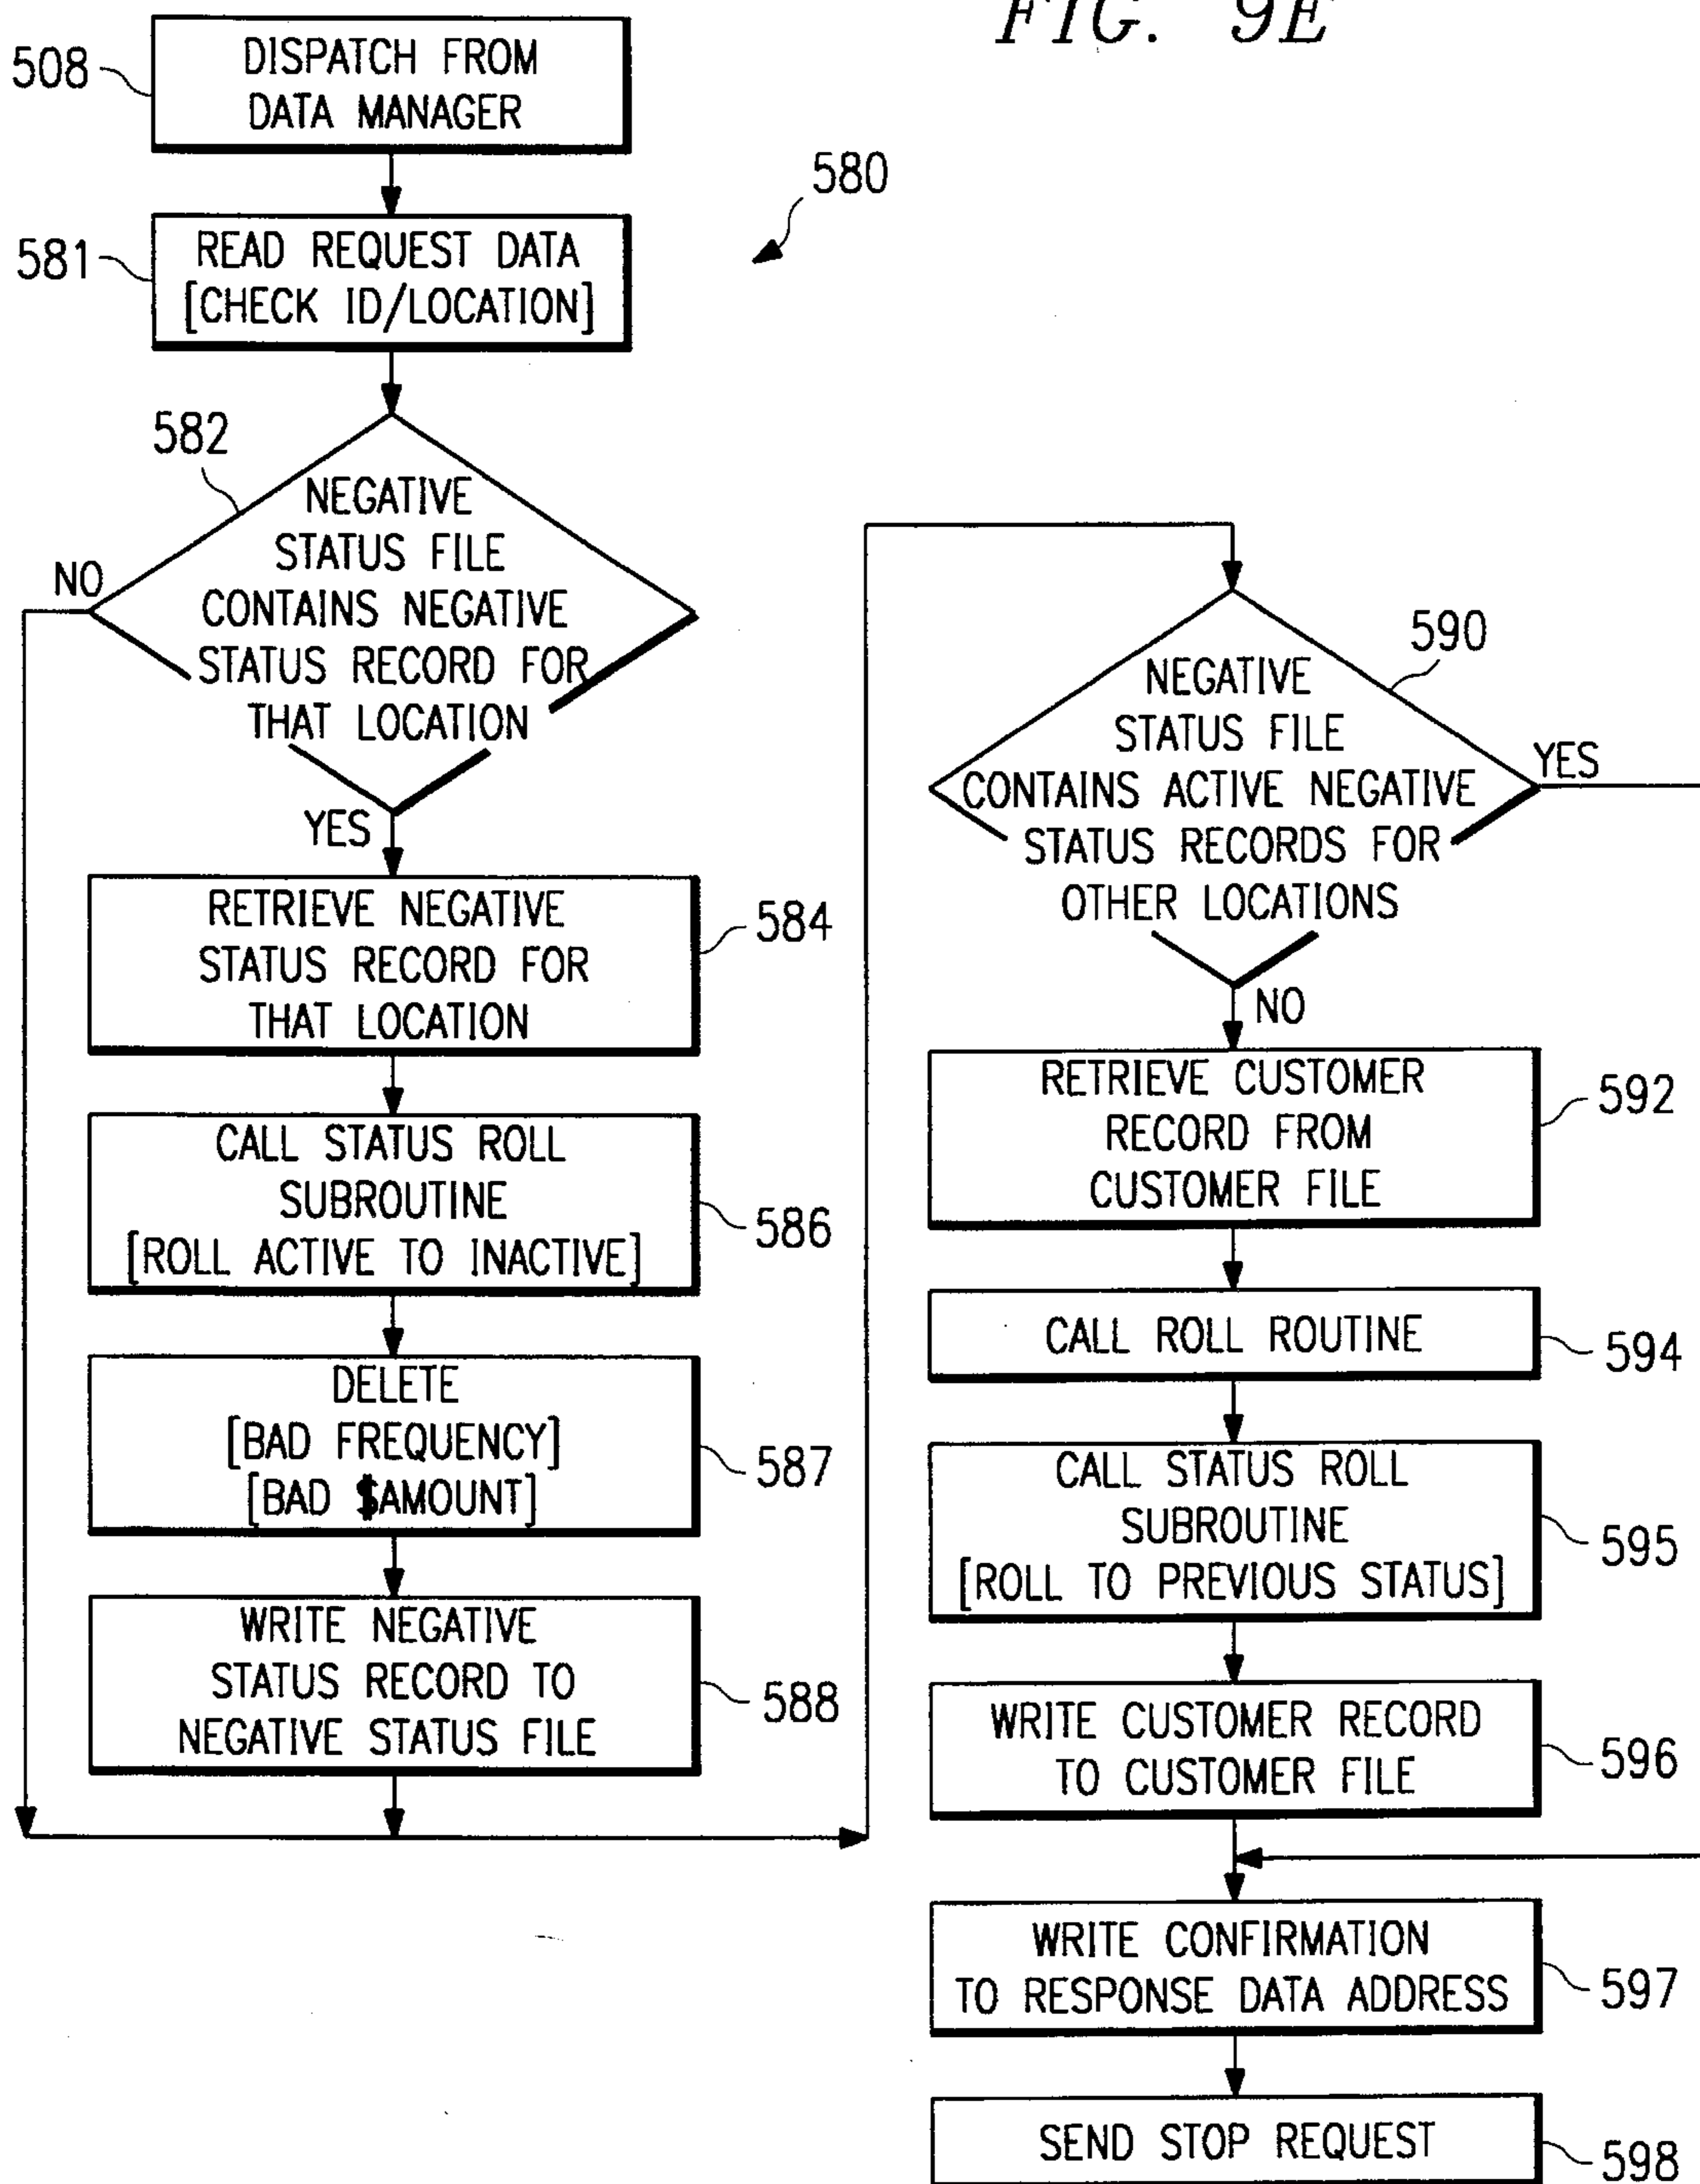 FIG. 9E
508
DISPATCH FROM
DATA MANAGER
580
581
READ REQUEST DATA
[CHECK ID/LOCATION]
582
NEGATIVE
STATUS FILE
CONTAINS NEGATIVE
STATUS RECORD FOR
THAT LOCATION
NO
YES
RETRIEVE NEGATIVE
STATUS RECORD FOR
THAT LOCATION
584
CALL STATUS ROLL
SUBROUTINE
[ROLL ACTIVE TO INACTIVE]
586
DELETE
[BAD FREQUENCY]
[BAD $AMOUNT]
587
WRITE NEGATIVE
STATUS RECORD TO
NEGATIVE STATUS FILE
588
590
NEGATIVE
STATUS FILE
CONTAINS ACTIVE NEGATIVE
STATUS RECORDS FOR
OTHER LOCATIONS
YES
NO
RETRIEVE CUSTOMER
RECORD FROM
CUSTOMER FILE
592
CALL ROLL ROUTINE
594
CALL STATUS ROLL
SUBROUTINE
[ROLL TO PREVIOUS STATUS]
595
WRITE CUSTOMER RECORD
TO CUSTOMER FILE
596
WRITE CONFIRMATION
TO RESPONSE DATA ADDRESS
597
SEND STOP REQUEST
598